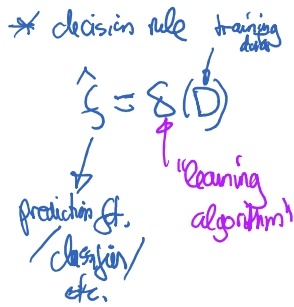 * decision rule
training
data
ŝ = δ(D)
"learning
algorithm"
prediction ft.
/ classifier /
etc.